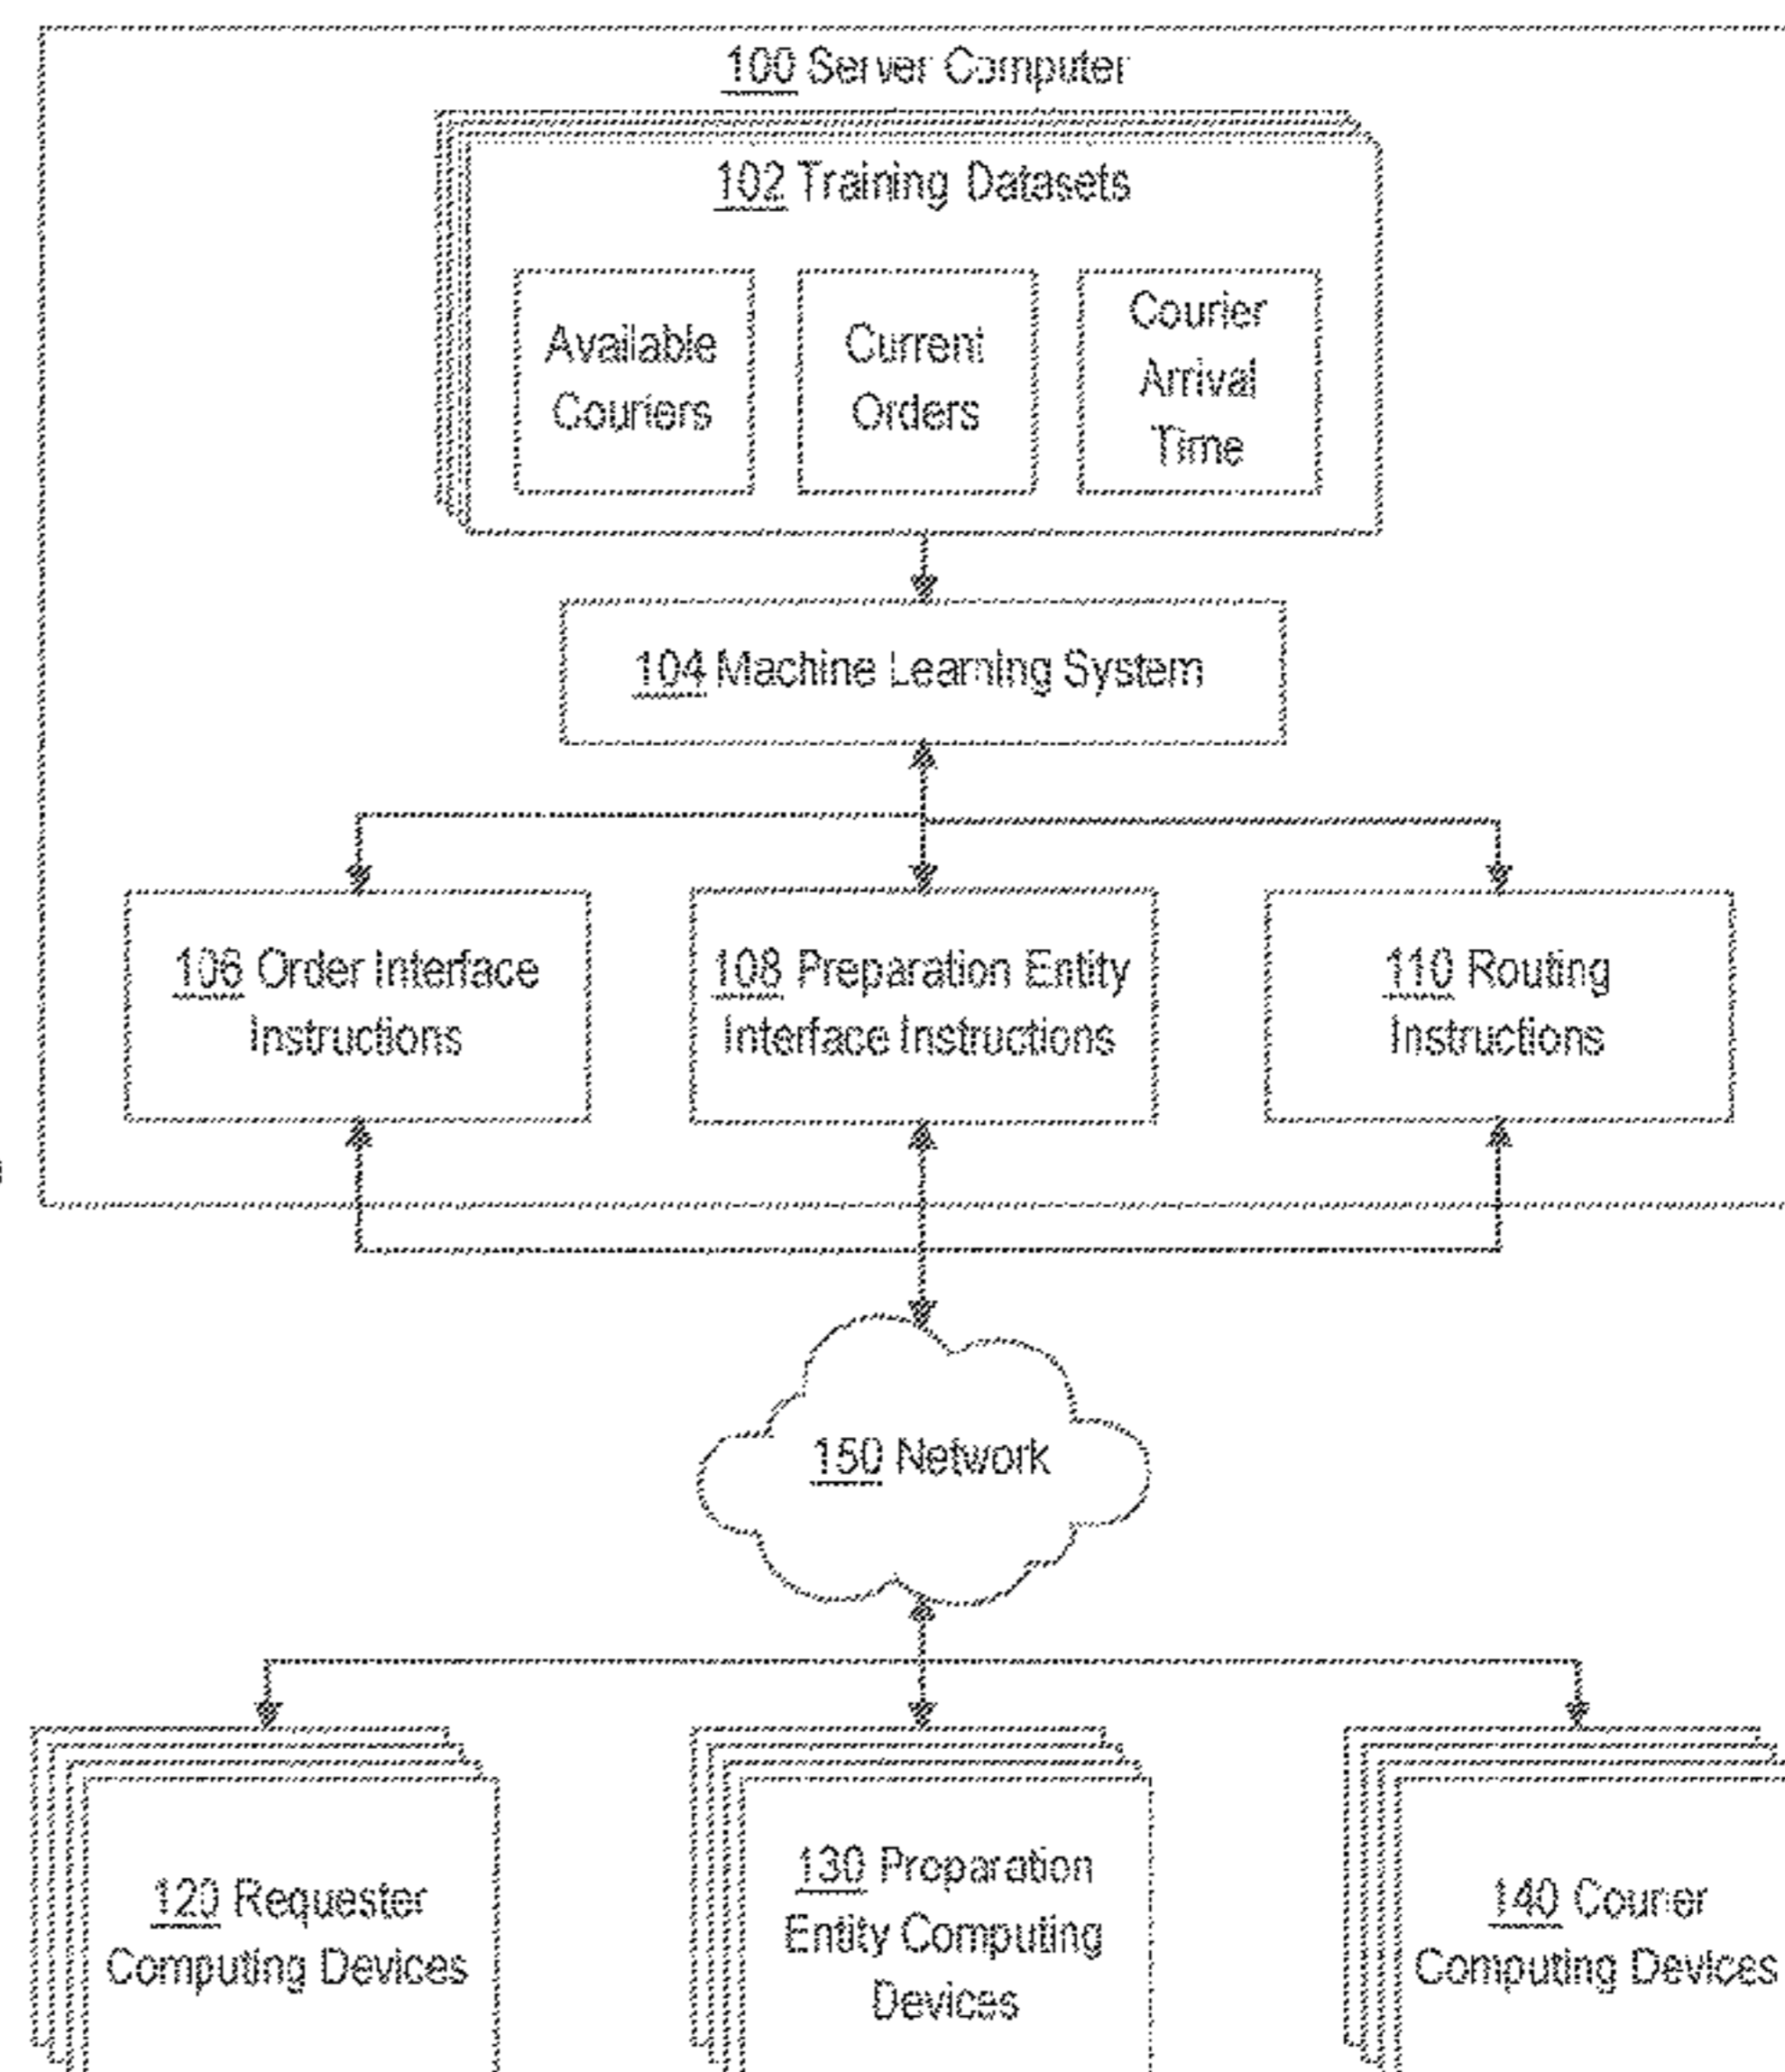 100 Server Computer
102 Training Datasets
Available
Couriers
Current
Orders
Courier
Arrival
Time
104 Machine Learning System
106 Order Interface
Instructions
108 Preparation Entity
Interface Instructions
110 Routing
Instructions
150 Network
120 Requester
Computing Devices
130 Preparation
Entity Computing
Devices
140 Courier
Computing Devices